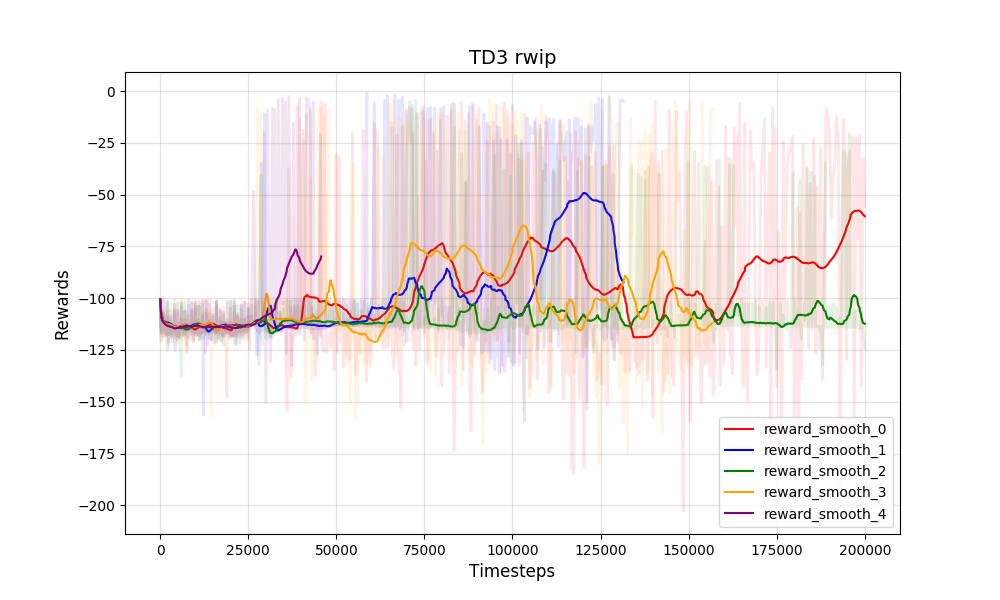 TD3 rwip
0
−25
−50
−75
−100
−125
−150
−175
−200
Rewards
0
25000
50000
75000
100000
125000
150000
175000
200000
Timesteps
reward_smooth_0
reward_smooth_1
reward_smooth_2
reward_smooth_3
reward_smooth_4